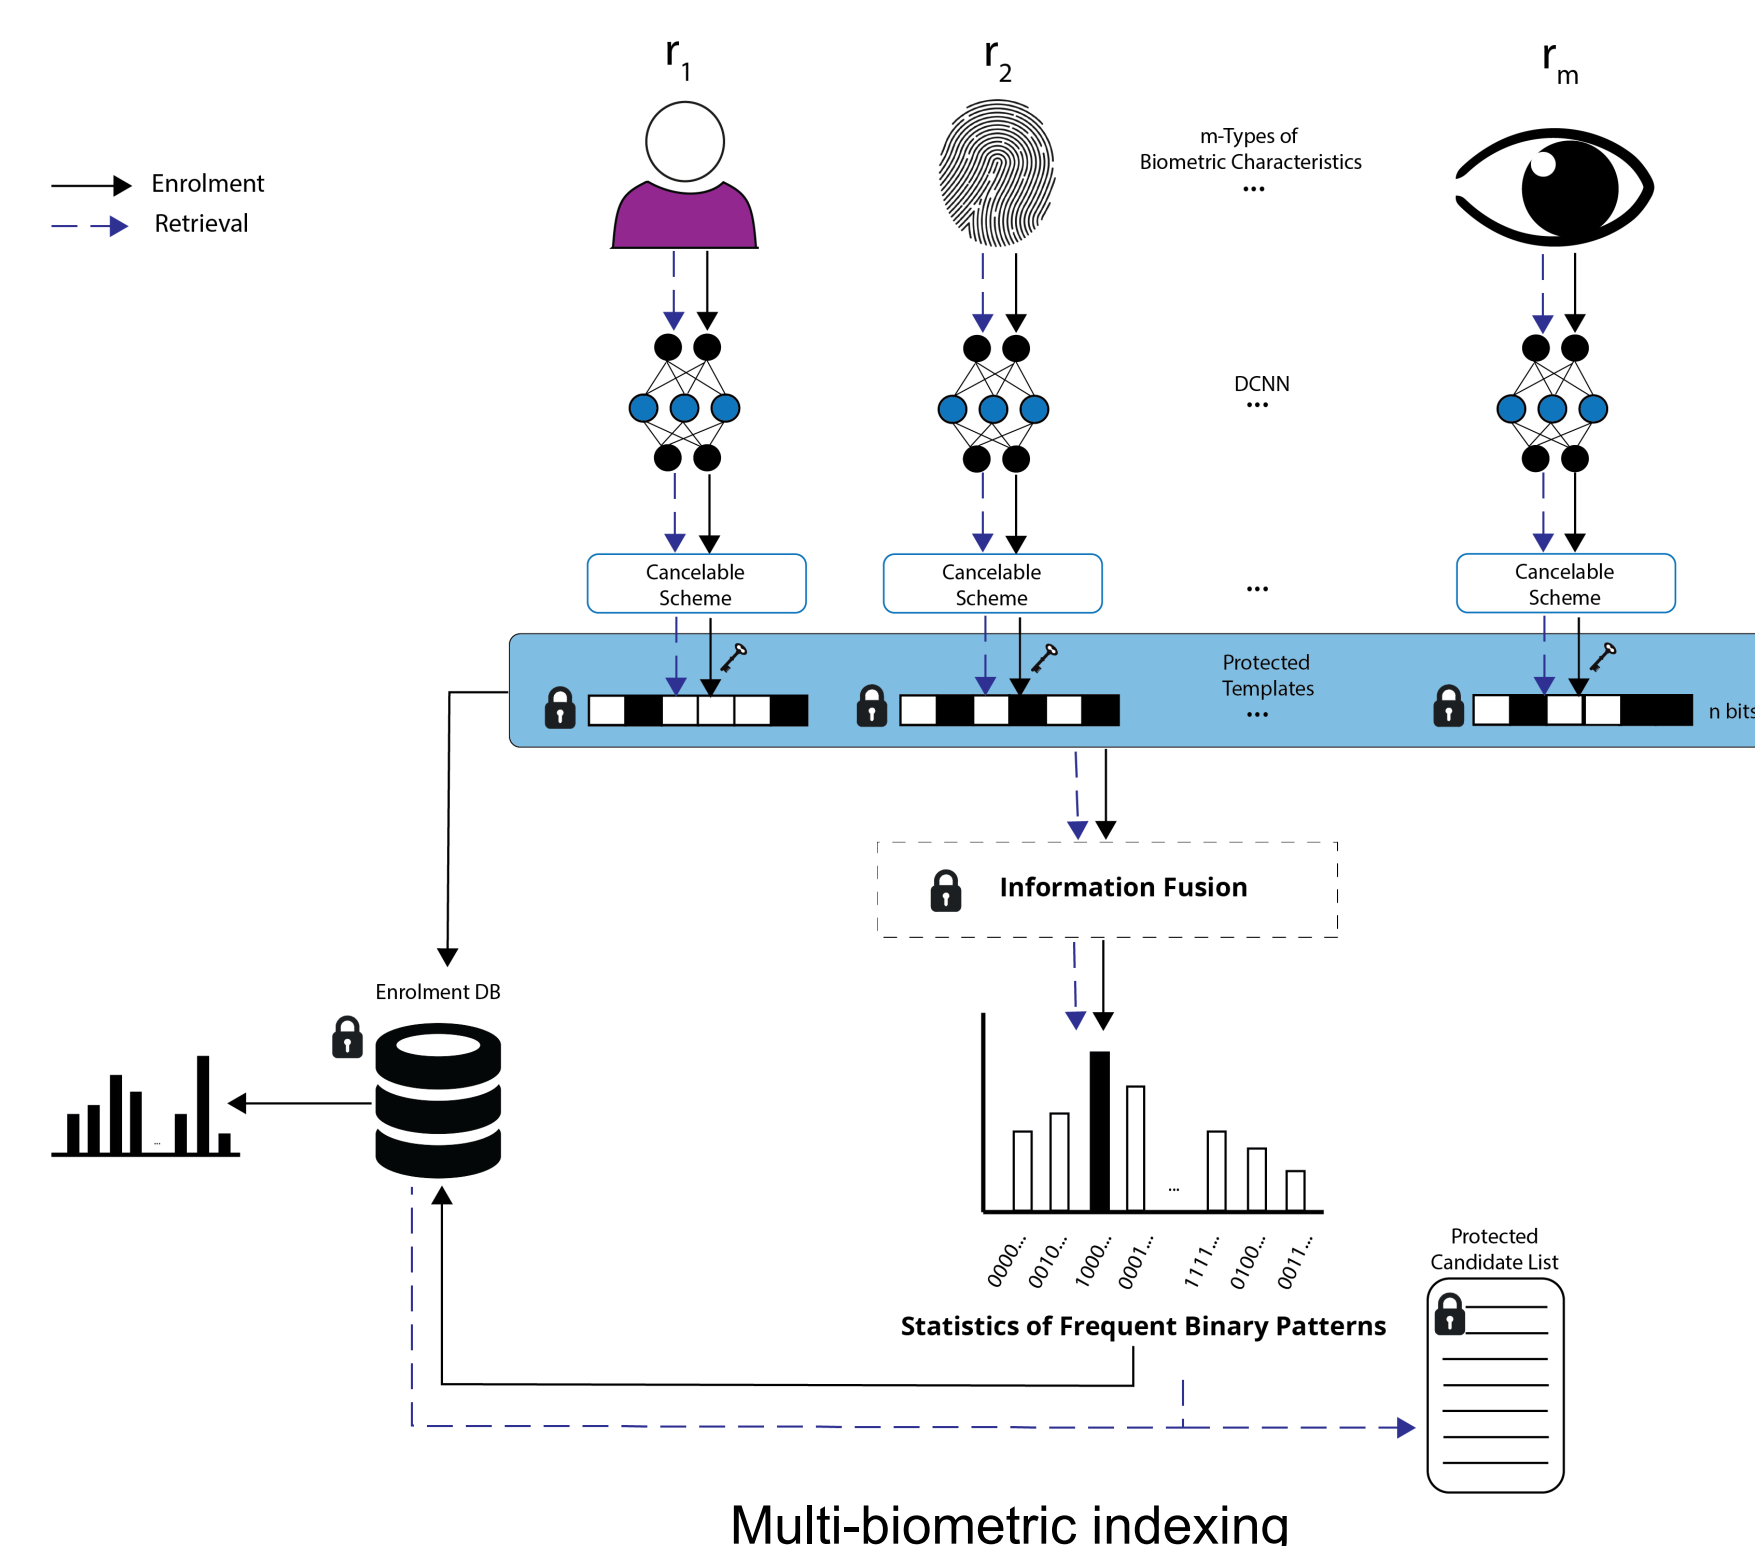 r1
r2
rm
m-Types of
Biometric Characteristics
...
Enrolment
Retrieval
DCNN
...
Cancelable
Scheme
Cancelable
Scheme
...
Cancelable
Scheme
Protected
Templates
...
n bits
Information Fusion
Enrolment DB
...
...
0000...
0010...
1000...
0001...
1111...
0100...
0011...
Statistics of Frequent Binary Patterns
Protected
Candidate List
Multi-biometric indexing